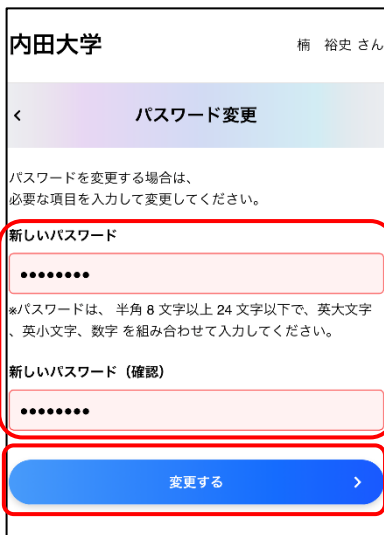 内田大学
楠　裕史 さん
パスワード変更
パスワードを変更する場合は、
必要な項目を入力して変更してください。
新しいパスワード
●●●●●●●●
※パスワードは、 半角 8 文字以上 24 文字以下で、英大文字
、英小文字、数字 を組み合わせて入力してください。
新しいパスワード（確認）
●●●●●●●●
変更する